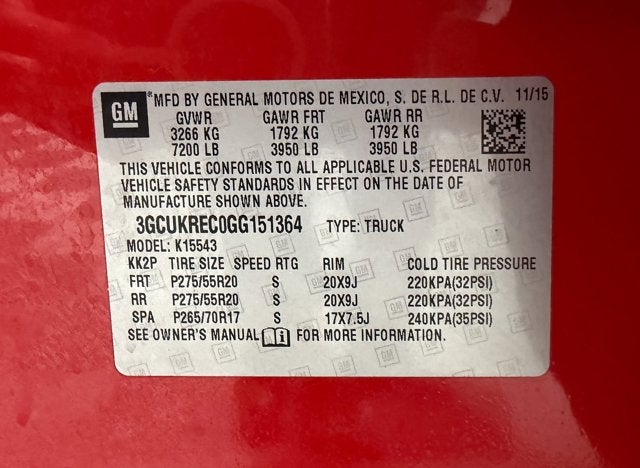 GM *MFD BY GENERAL MOTORS DE MEXICO, S. DE R.L. DE C.V. 11/15
GVWR GAWR FRT GAWR RR
3266 KG 1792 KG 1792 KG
7200 LB 3950 LB 3950 LB
THIS VEHICLE CONFORMS TO ALL APPLICABLE U.S. FEDERAL MOTOR
VEHICLE SAFETY STANDARDS IN EFFECT ON THE DATE OF
MANUFACTURE SHOWN ABOVE.
3GCUKREC0GG151364 TYPE: TRUCK
MODEL: K15543
KK2P TIRE SIZE SPEED RTG RIM COLD TIRE PRESSURE
FRT P275/55R20 S 20X9J 220KPA(32PSI)
RR P275/55R20 S 20X9J 220KPA(32PSI)
SPA P265/70R17 S 17X7.5J 240KPA(35PSI)
SEE OWNER'S MANUAL FOR MORE INFORMATION.